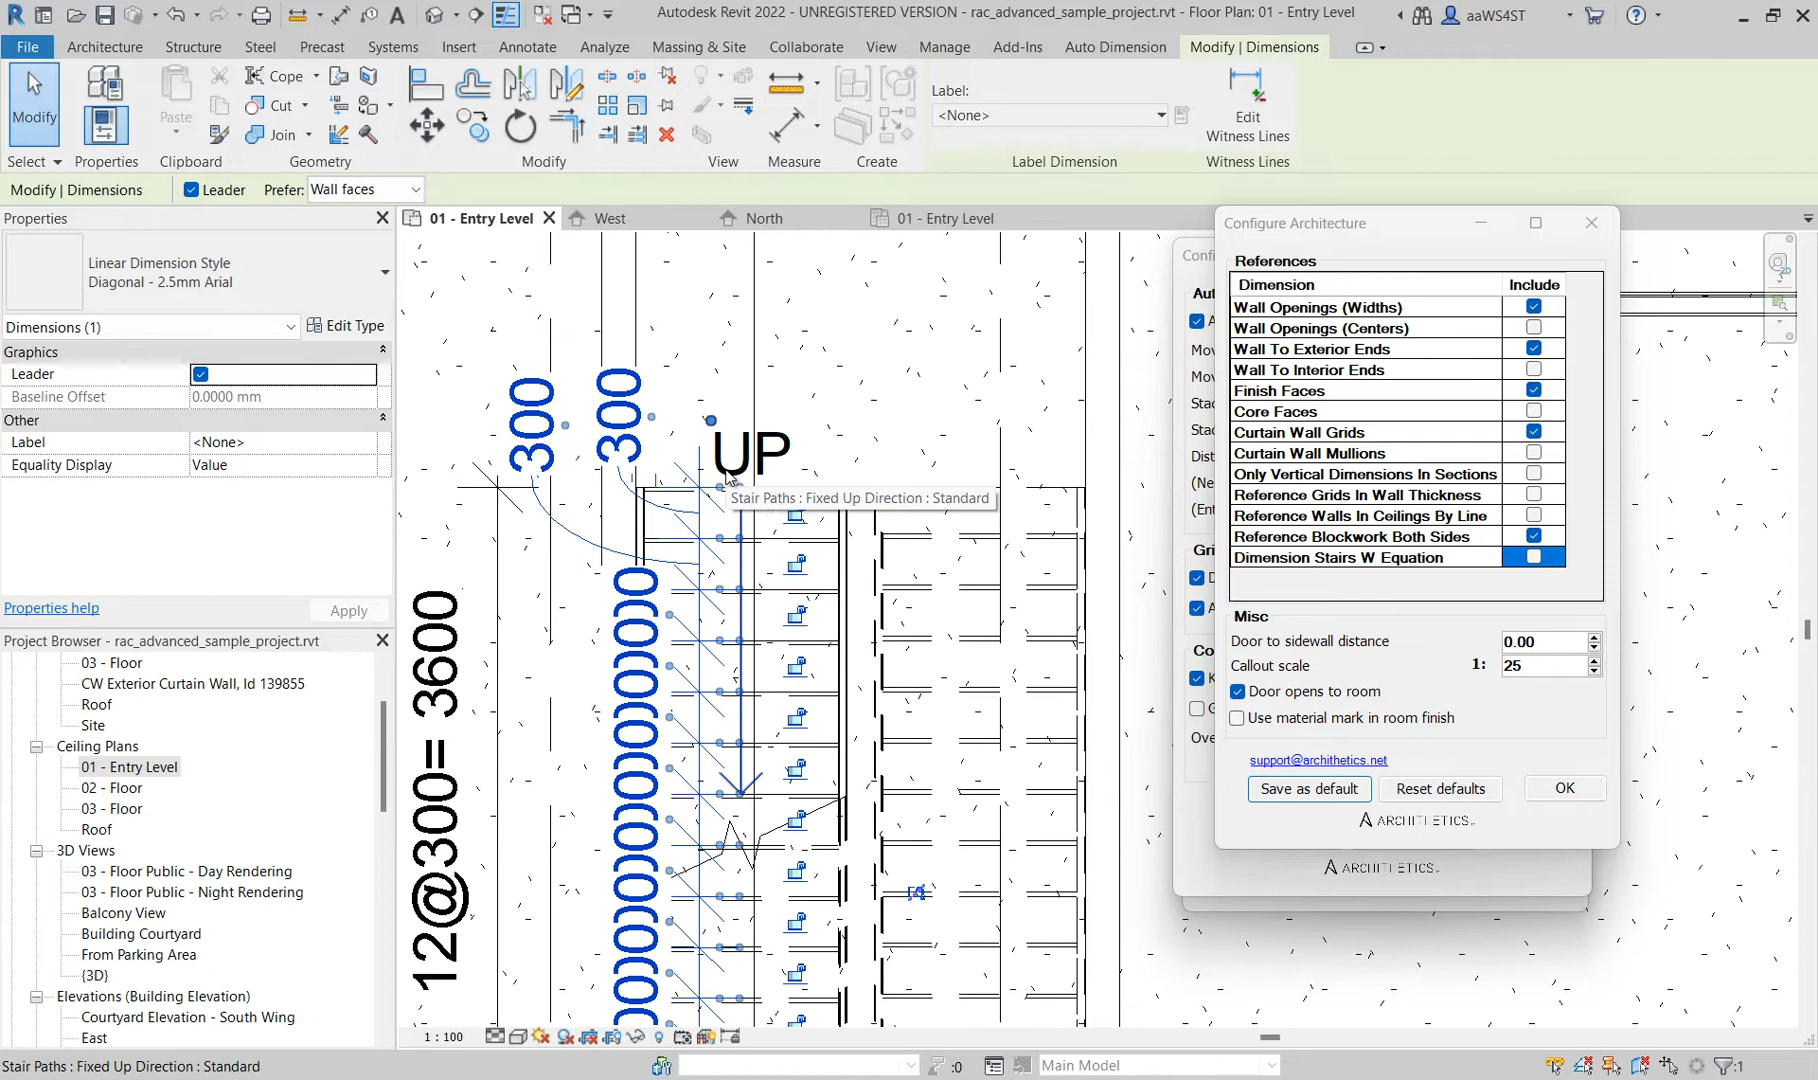 Autodesk Revit 2022 - UNREGISTERED VERSION - rac_advanced_sample_project.rvt - Floor Plan: 01 - Entry Level
aaWS4ST
File Architecture Structure Steel Precast Systems Insert Annotate Analyze Massing & Site Collaborate View Manage Add-Ins Auto Dimension Modify | Dimensions
Modify
Paste
Cope
Cut
Join
Label:
<None>
Edit
Witness Lines
Select Properties Clipboard Geometry Modify View Measure Create Label Dimension Witness Lines
Modify | Dimensions Leader Prefer: Wall faces
Properties
01 - Entry Level West North 01 - Entry Level
Linear Dimension Style
Diagonal - 2.5mm Arial
Dimensions (1) Edit Type
Graphics
Leader
Baseline Offset 0.0000 mm
Other
Label <None>
Equality Display Value
Properties help Apply
Project Browser - rac_advanced_sample_project.rvt
03 - Floor
CW Exterior Curtain Wall, Id 139855
Roof
Site
Ceiling Plans
01 - Entry Level
02 - Floor
03 - Floor
Roof
3D Views
03 - Floor Public - Day Rendering
03 - Floor Public - Night Rendering
Balcony View
Building Courtyard
From Parking Area
{3D}
Elevations (Building Elevation)
Courtyard Elevation - South Wing
East
12@300= 3600
300
300
UP
Stair Paths : Fixed Up Direction : Standard
Configure Architecture
References
Dimension Include
Wall Openings (Widths)
Wall Openings (Centers)
Wall To Exterior Ends
Wall To Interior Ends
Finish Faces
Core Faces
Curtain Wall Grids
Curtain Wall Mullions
Only Vertical Dimensions In Sections
Reference Grids In Wall Thickness
Reference Walls In Ceilings By Line
Reference Blockwork Both Sides
Dimension Stairs W Equation
Misc
Door to sidewall distance 0.00
Callout scale 1: 25
Door opens to room
Use material mark in room finish
support@archithetics.net
Save as default Reset defaults OK
ARCHITHETICS
ARCHITHETICS
1 : 100
Stair Paths : Fixed Up Direction : Standard
:0
Main Model
:1